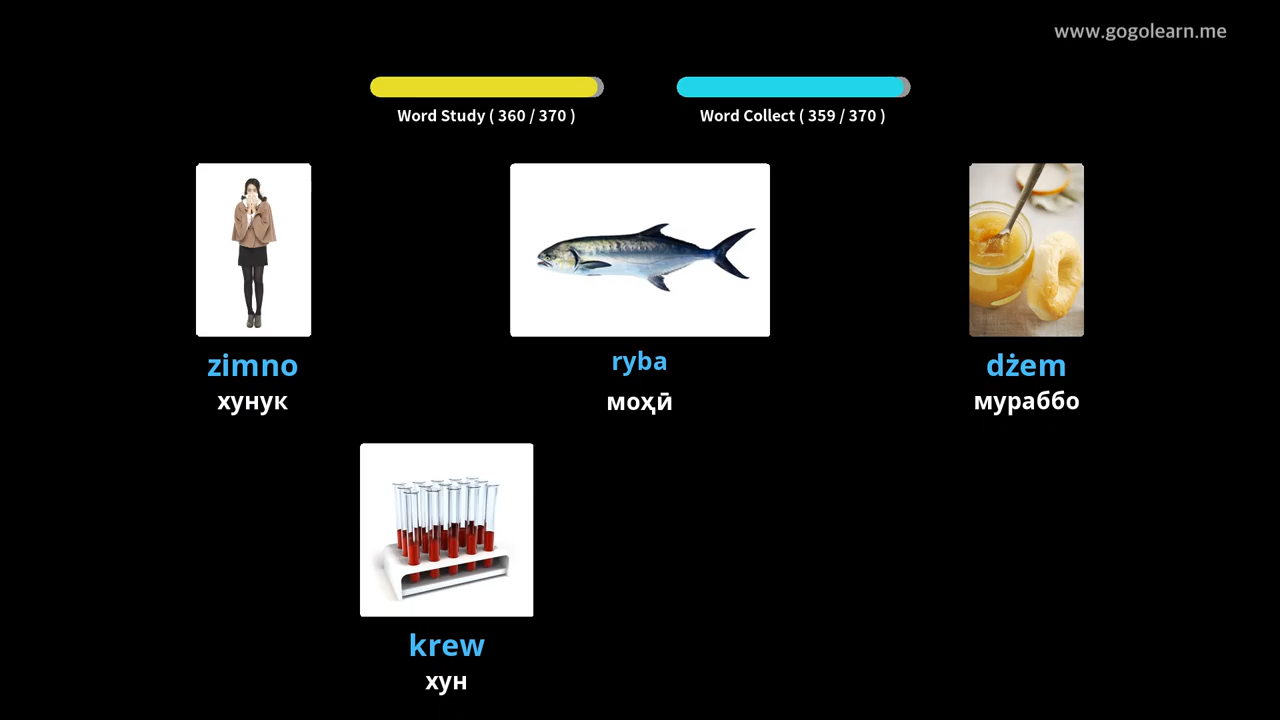 www.gogolearn.me
Word Study ( 360 / 370 )
Word Collect ( 359 / 370 )
zimno
хунук
ryba
моҳӣ
dżem
мураббо
krew
хун